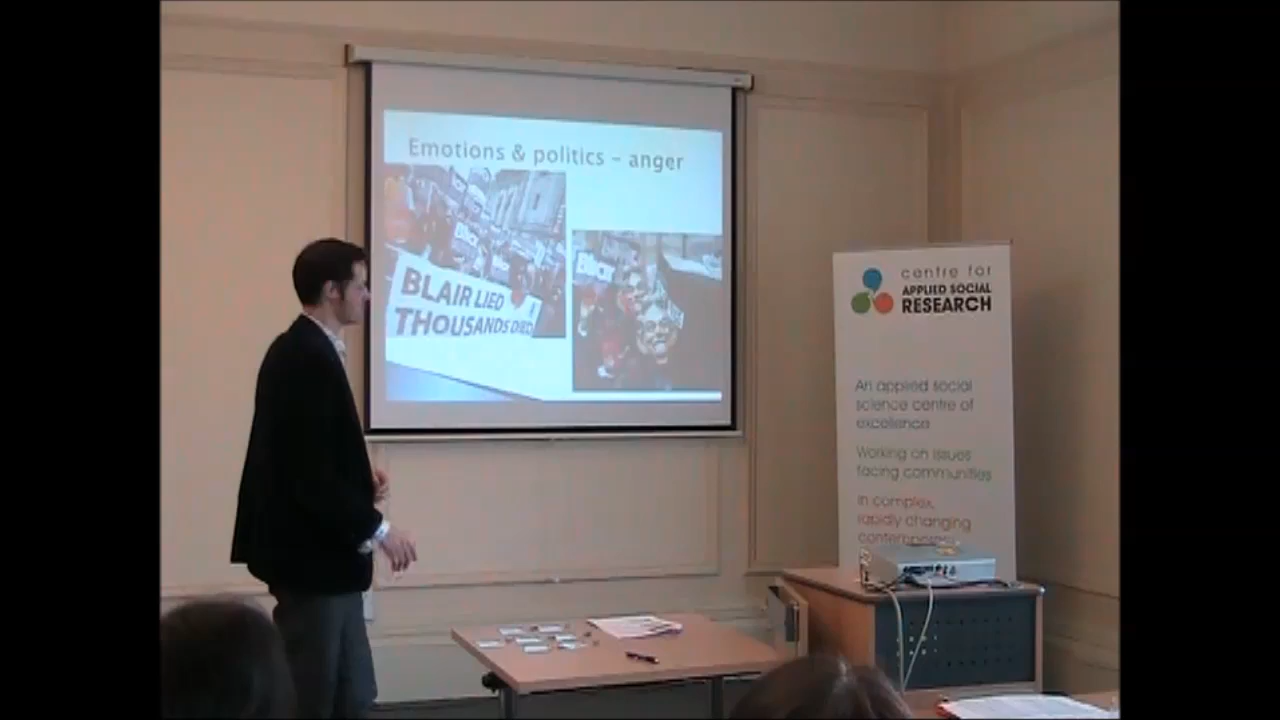 Emotions & politics – anger
BLAIR LIED
THOUSANDS DIED
centre for
APPLIED SOCIAL
RESEARCH
An applied social
science centre of
excellence
Working on issues
facing communities
in complex,
rapidly changing